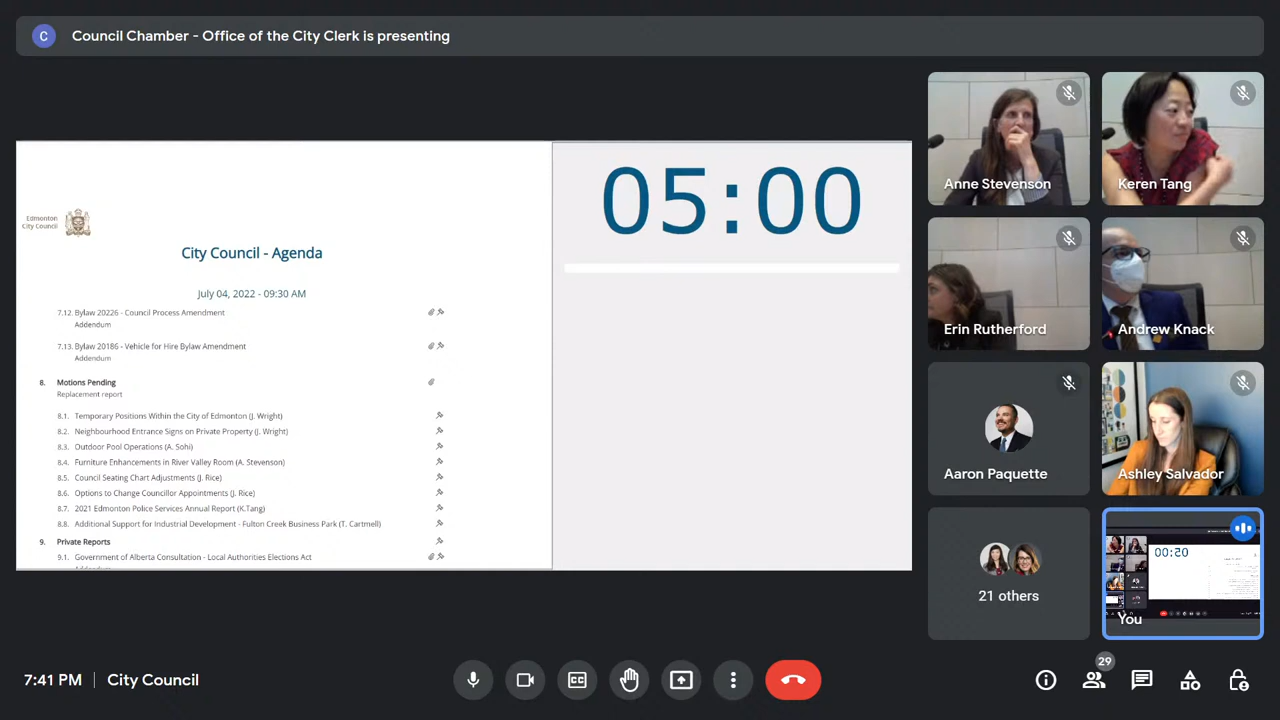 C
Council Chamber - Office of the City Clerk is presenting
Edmonton
City Council
City Council - Agenda
July 04, 2022 - 09:30 AM
7.12. Bylaw 20226 - Council Process Amendment
Addendum
7.13. Bylaw 20186 - Vehicle for Hire Bylaw Amendment
Addendum
8. Motions Pending
Replacement report
8.1. Temporary Positions Within the City of Edmonton (J. Wright)
8.2. Neighbourhood Entrance Signs on Private Property (J. Wright)
8.3. Outdoor Pool Operations (A. Sohi)
8.4. Furniture Enhancements in River Valley Room (A. Stevenson)
8.5. Council Seating Chart Adjustments (J. Rice)
8.6. Options to Change Councillor Appointments (J. Rice)
8.7. 2021 Edmonton Police Services Annual Report (K.Tang)
8.8. Additional Support for Industrial Development - Fulton Creek Business Park (T. Cartmell)
9. Private Reports
9.1. Government of Alberta Consultation - Local Authorities Elections Act
05:00
Anne Stevenson
Keren Tang
Erin Rutherford
Andrew Knack
Aaron Paquette
Ashley Salvador
21 others
You
7:41 PM | City Council
29